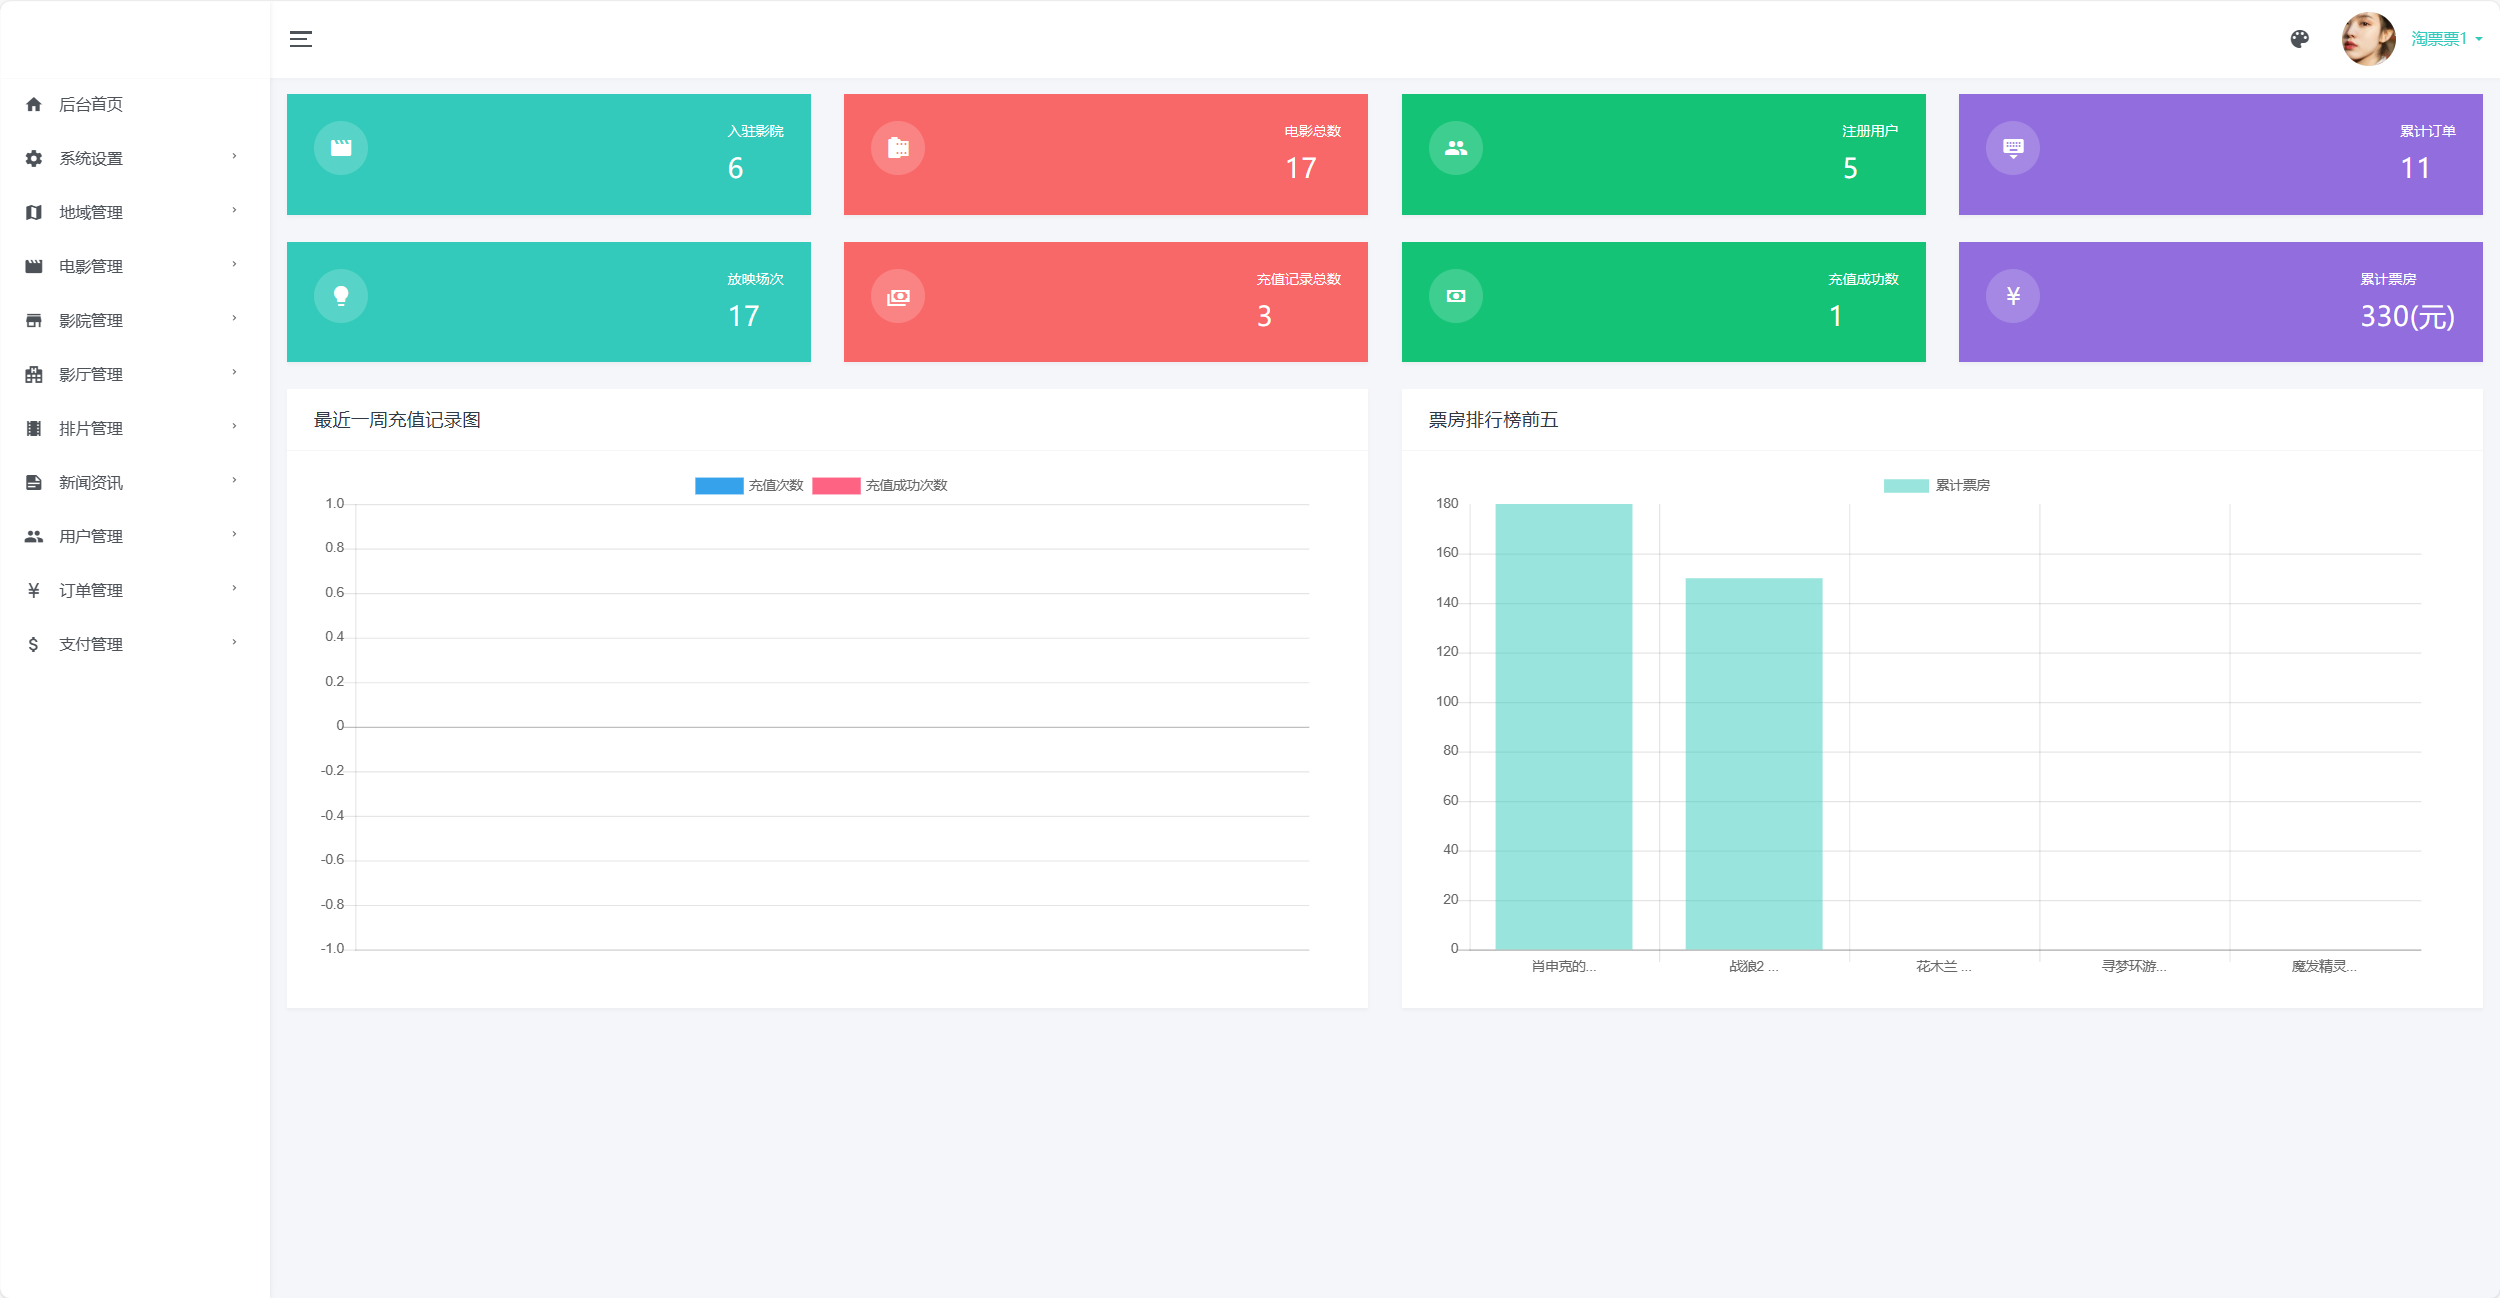 淘票票1
后台首页
系统设置
地域管理
电影管理
影院管理
影厅管理
排片管理
新闻资讯
用户管理
订单管理
支付管理
入驻影院
6
电影总数
17
注册用户
5
累计订单
11
放映场次
17
充值记录总数
3
充值成功数
1
累计票房
330(元)
最近一周充值记录图
充值次数 充值成功次数
1.0
0.8
0.6
0.4
0.2
0
-0.2
-0.4
-0.6
-0.8
-1.0
票房排行榜前五
累计票房
180
160
140
120
100
80
60
40
20
0
肖申克的... 战狼2 ... 花木兰 ... 寻梦环游... 魔发精灵...